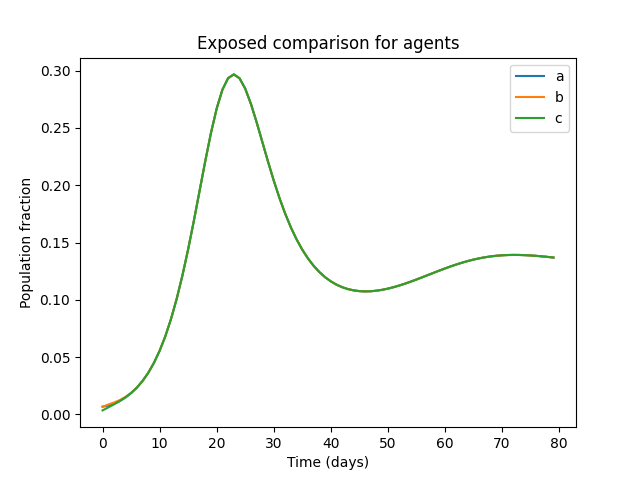 Exposed comparison for agents
a
b
c
Population fraction
0.30
0.25
0.20
0.15
0.10
0.05
0.00
0 10 20 30 40 50 60 70 80
Time (days)